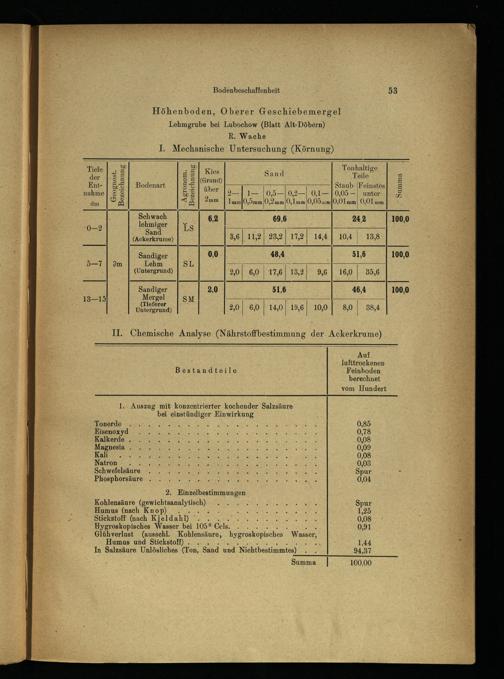 Bodenbeschaffenheit 53
Höhenboden, Oberer Geschiebemergel
Lehmgrube bei Lubochow (Blatt Alt-Döbern)
R. Wache
I. Mechanische Untersuchung (Körnung)
Tiefe der Entnahme dm | Geognost. Bezeichnung | Bodenart | Agronom. Bezeichnung | Kies (Grand) über 2mm | Sand | Tonhaltige Teile | Summa
2—1mm | 1—0,5mm | 0,5—0,2mm | 0,2—0,1mm | 0,1—0,05mm | Staub 0,05—0,01mm | Feinstes unter 0,01mm
0—2 | Schwach lehmiger Sand (Ackerkrume) | L̆S | 6,2 | 69,6 | 24,2 | 100,0
3,6 | 11,2 | 23,2 | 17,2 | 14,4 | 10,4 | 13,8
5—7 | ∂m | Sandiger Lehm (Untergrund) | SL | 0,0 | 48,4 | 51,6 | 100,0
2,0 | 6,0 | 17,6 | 13,2 | 9,6 | 16,0 | 35,6
13—15 | Sandiger Mergel (Tieferer Untergrund) | SM | 2,0 | 51,6 | 46,4 | 100,0
2,0 | 6,0 | 14,0 | 19,6 | 10,0 | 8,0 | 38,4
II. Chemische Analyse (Nährstoffbestimmung der Ackerkrume)
Bestandteile
Auf
lufttrockenen
Feinboden
berechnet
vom Hundert
1. Auszug mit konzentrierter kochender Salzsäure
bei einstündiger Einwirkung
Tonerde 0,85
Eisenoxyd 0,78
Kalkerde 0,08
Magnesia 0,09
Kali 0,08
Natron 0,03
Schwefelsäure Spur
Phosphorsäure 0,04
2. Einzelbestimmungen
Kohlensäure (gewichtsanalytisch) Spur
Humus (nach Knop) 1,25
Stickstoff (nach Kjeldahl) 0,08
Hygroskopisches Wasser bei 105° Cels. 0,91
Glühverlust (ausschl. Kohlensäure, hygroskopisches Wasser,
Humus und Stickstoff) 1,44
In Salzsäure Unlösliches (Ton, Sand und Nichtbestimmtes) 94,37
Summa 100,00